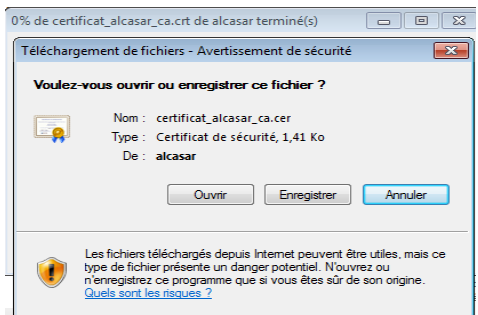 0% de certificat_alcasar_ca.crt de alcasar terminé(s)
Téléchargement de fichiers - Avertissement de sécurité
Voulez-vous ouvrir ou enregistrer ce fichier ?
Nom : certificat_alcasar_ca.cer
Type : Certificat de sécurité, 1,41 Ko
De : alcasar
Ouvrir Enregistrer Annuler
Les fichiers téléchargés depuis Internet peuvent être utiles, mais ce
type de fichier présente un danger potentiel. N'ouvrez ou
n'enregistrez ce programme que si vous êtes sûr de son origine.
Quels sont les risques ?